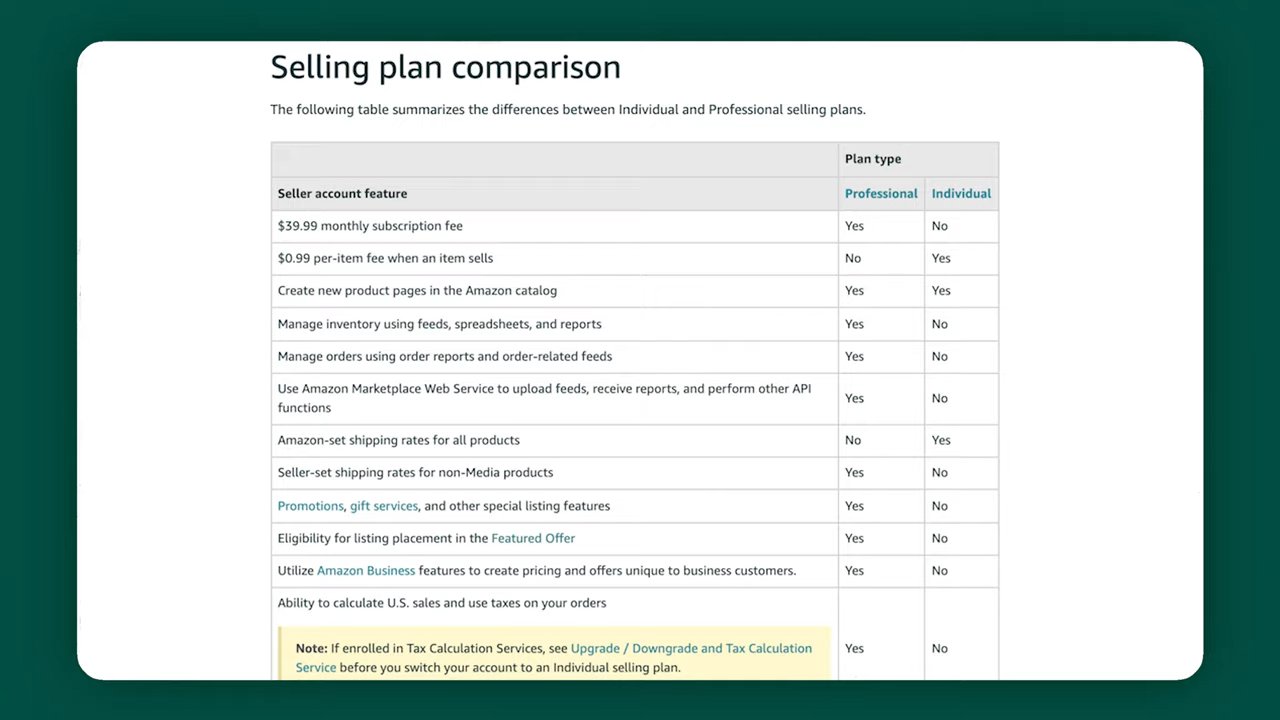 Selling plan comparison
The following table summarizes the differences between Individual and Professional selling plans.
Plan type
Seller account feature Professional Individual
$39.99 monthly subscription fee Yes No
$0.99 per-item fee when an item sells No Yes
Create new product pages in the Amazon catalog Yes Yes
Manage inventory using feeds, spreadsheets, and reports Yes No
Manage orders using order reports and order-related feeds Yes No
Use Amazon Marketplace Web Service to upload feeds, receive reports, and perform other API
functions Yes No
Amazon-set shipping rates for all products No Yes
Seller-set shipping rates for non-Media products Yes No
Promotions, gift services, and other special listing features Yes No
Eligibility for listing placement in the Featured Offer Yes No
Utilize Amazon Business features to create pricing and offers unique to business customers. Yes No
Ability to calculate U.S. sales and use taxes on your orders
Note: If enrolled in Tax Calculation Services, see Upgrade / Downgrade and Tax Calculation Yes No
Service before you switch your account to an Individual selling plan.